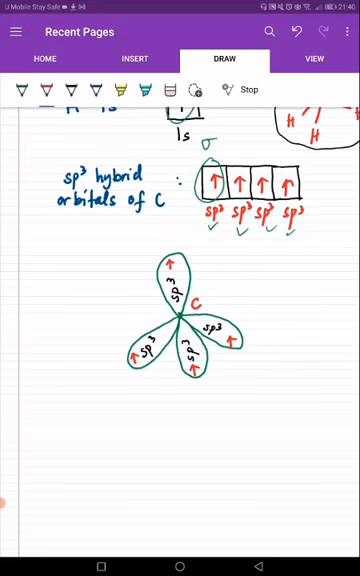 U Mobile Stay Safe
21:40
Recent Pages
HOME INSERT DRAW VIEW
Stop
H 1s
1s
H H
H
σ
sp³ hybrid
orbitals of C :
sp³ sp³ sp³ sp³
sp³
C
sp³ sp³ sp3